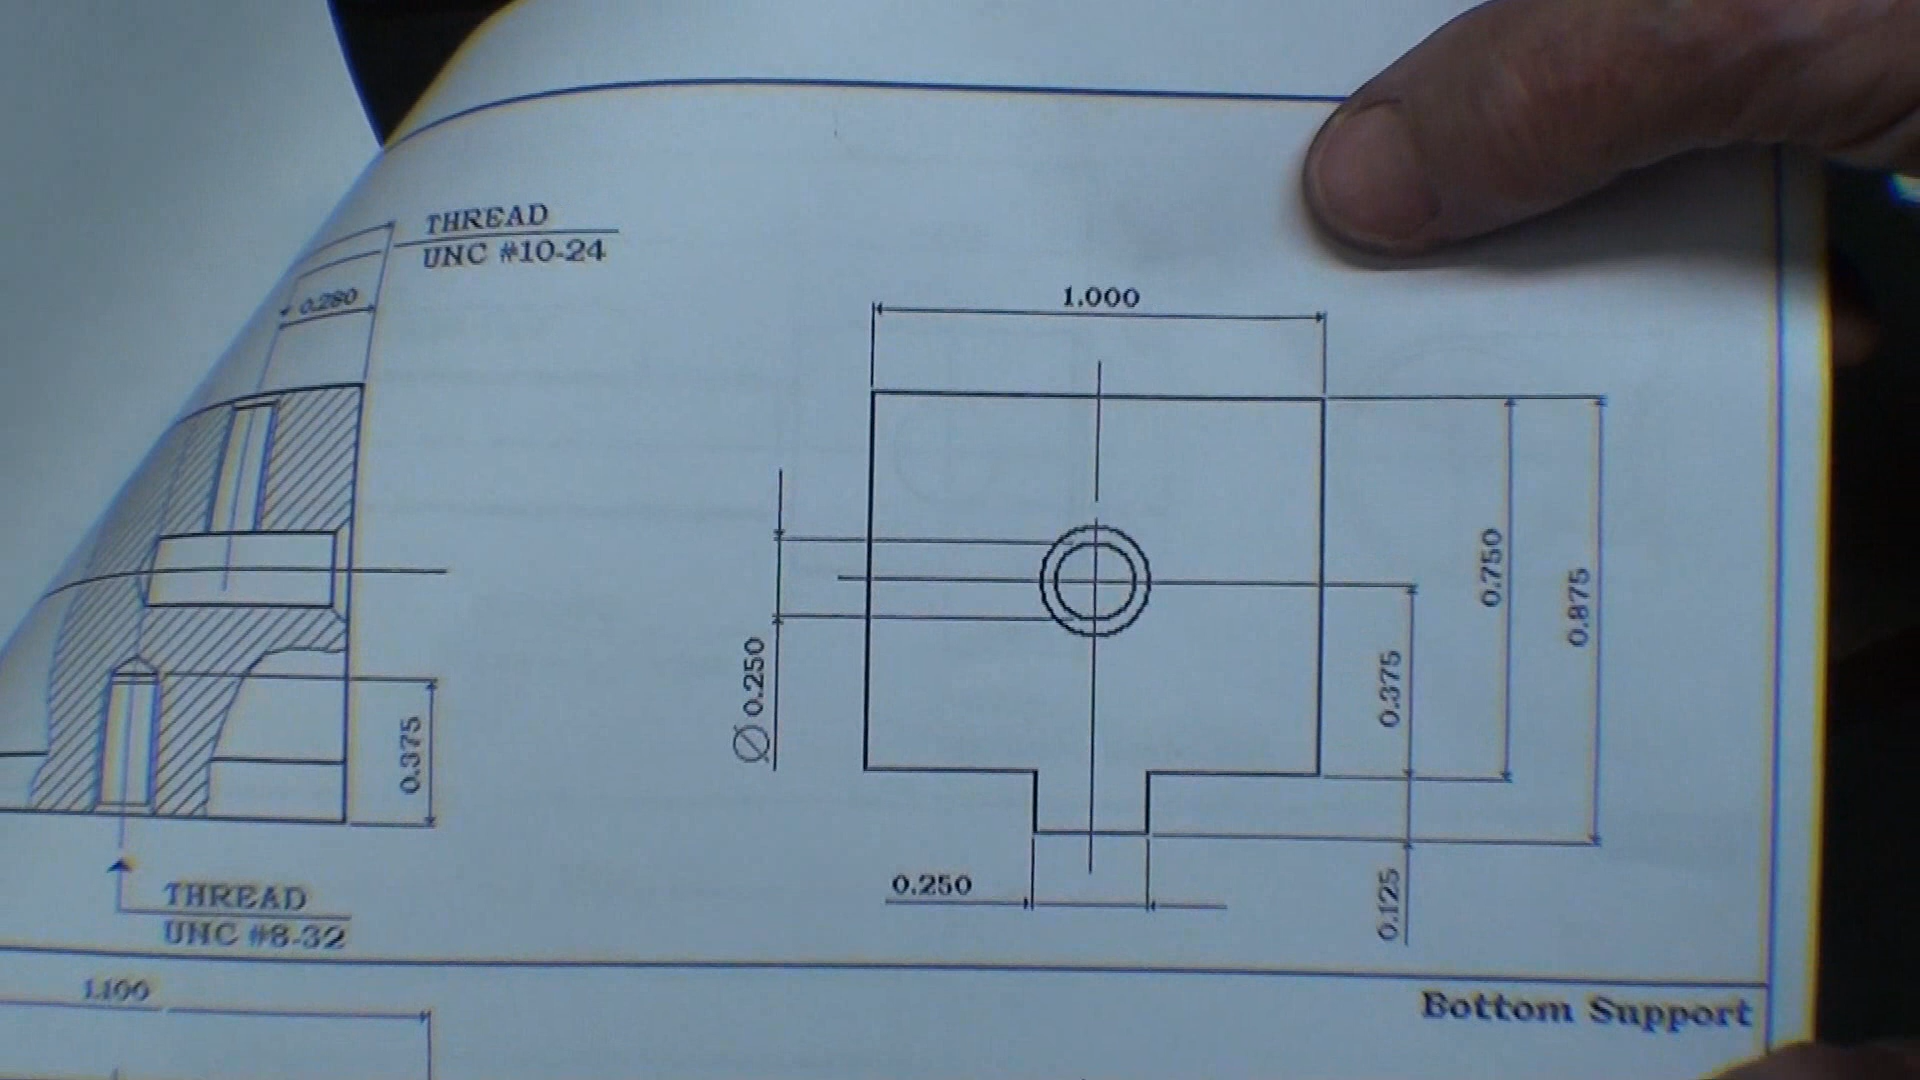 THREAD
UNC #10-24
0.280
1.000
0.750
0.875
0.375
Ø 0.250
0.375
0.250
0.125
THREAD
UNC #8-32
1.100
Bottom Support